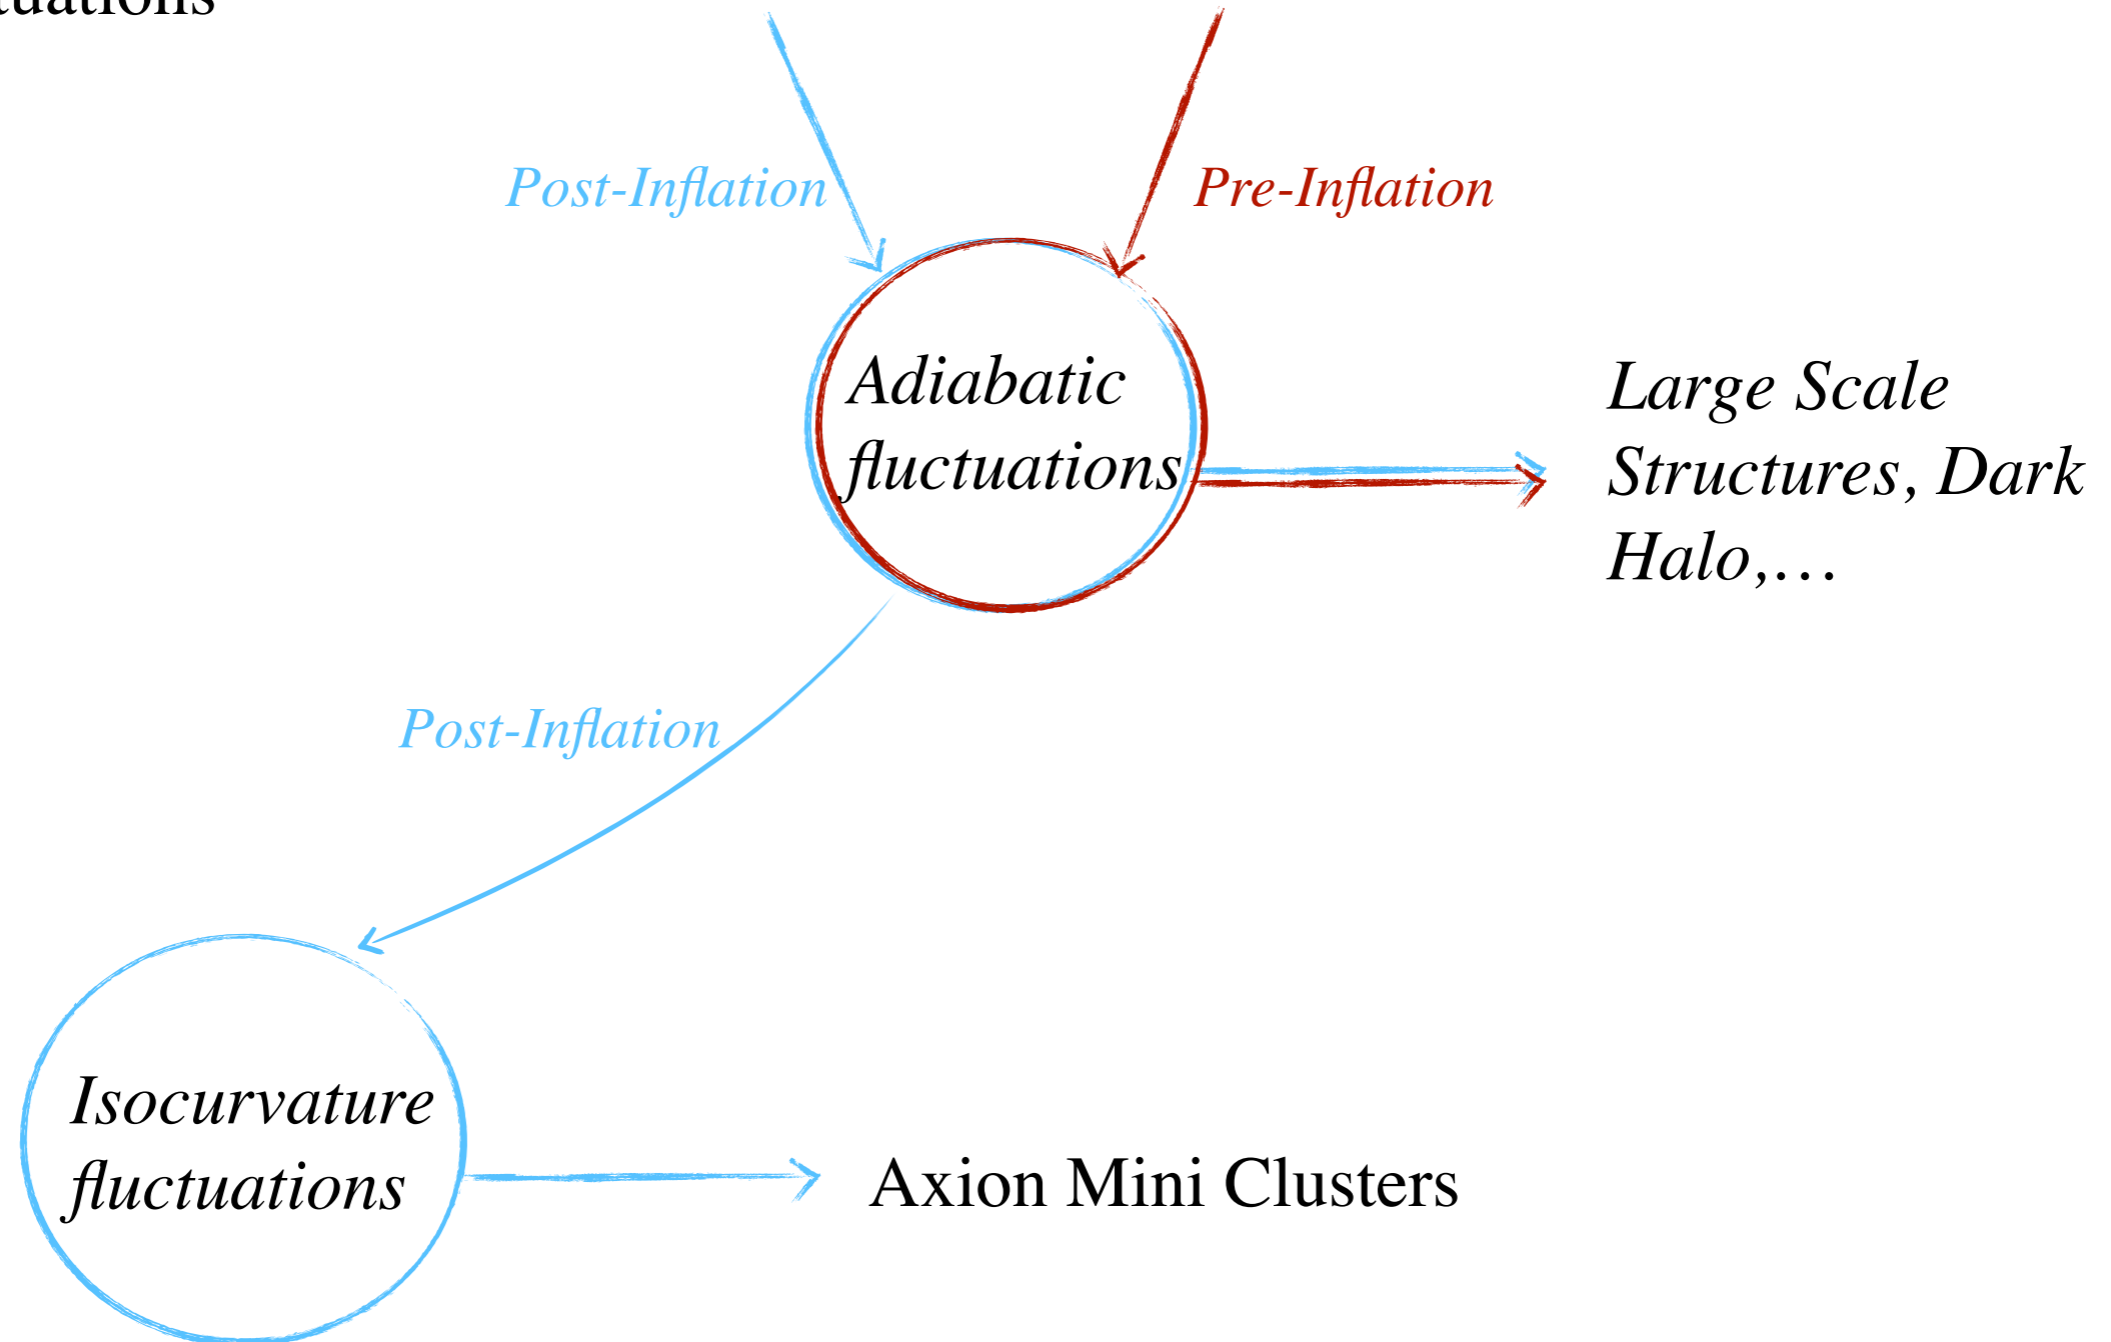 Post-Inflation
Pre-Inflation
Adiabatic
fluctuations
Large Scale
Structures, Dark
Halo,…
Post-Inflation
Isocurvature
fluctuations
Axion Mini Clusters